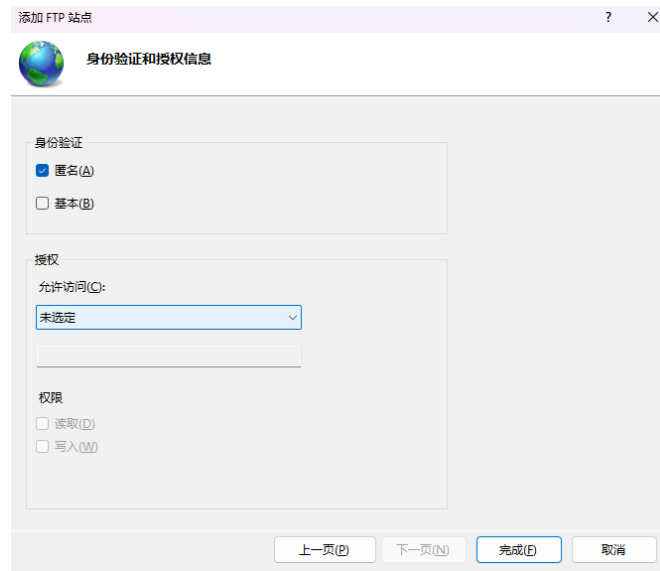 添加 FTP 站点
身份验证和授权信息
身份验证
匿名(A)
基本(B)
授权
允许访问(C):
未选定
权限
读取(D)
写入(W)
上一页(P) 下一页(N) 完成(F) 取消